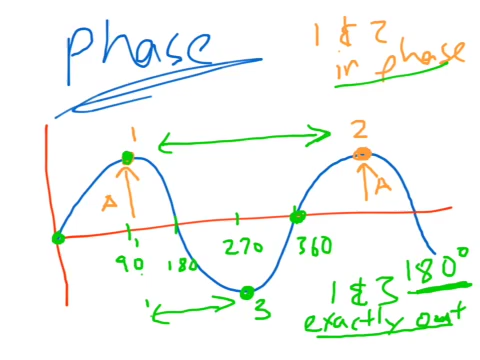 phase
1 & 2
in phase
1
2
A
A
90
180
270
360
3
1 & 3 180°
exactly out